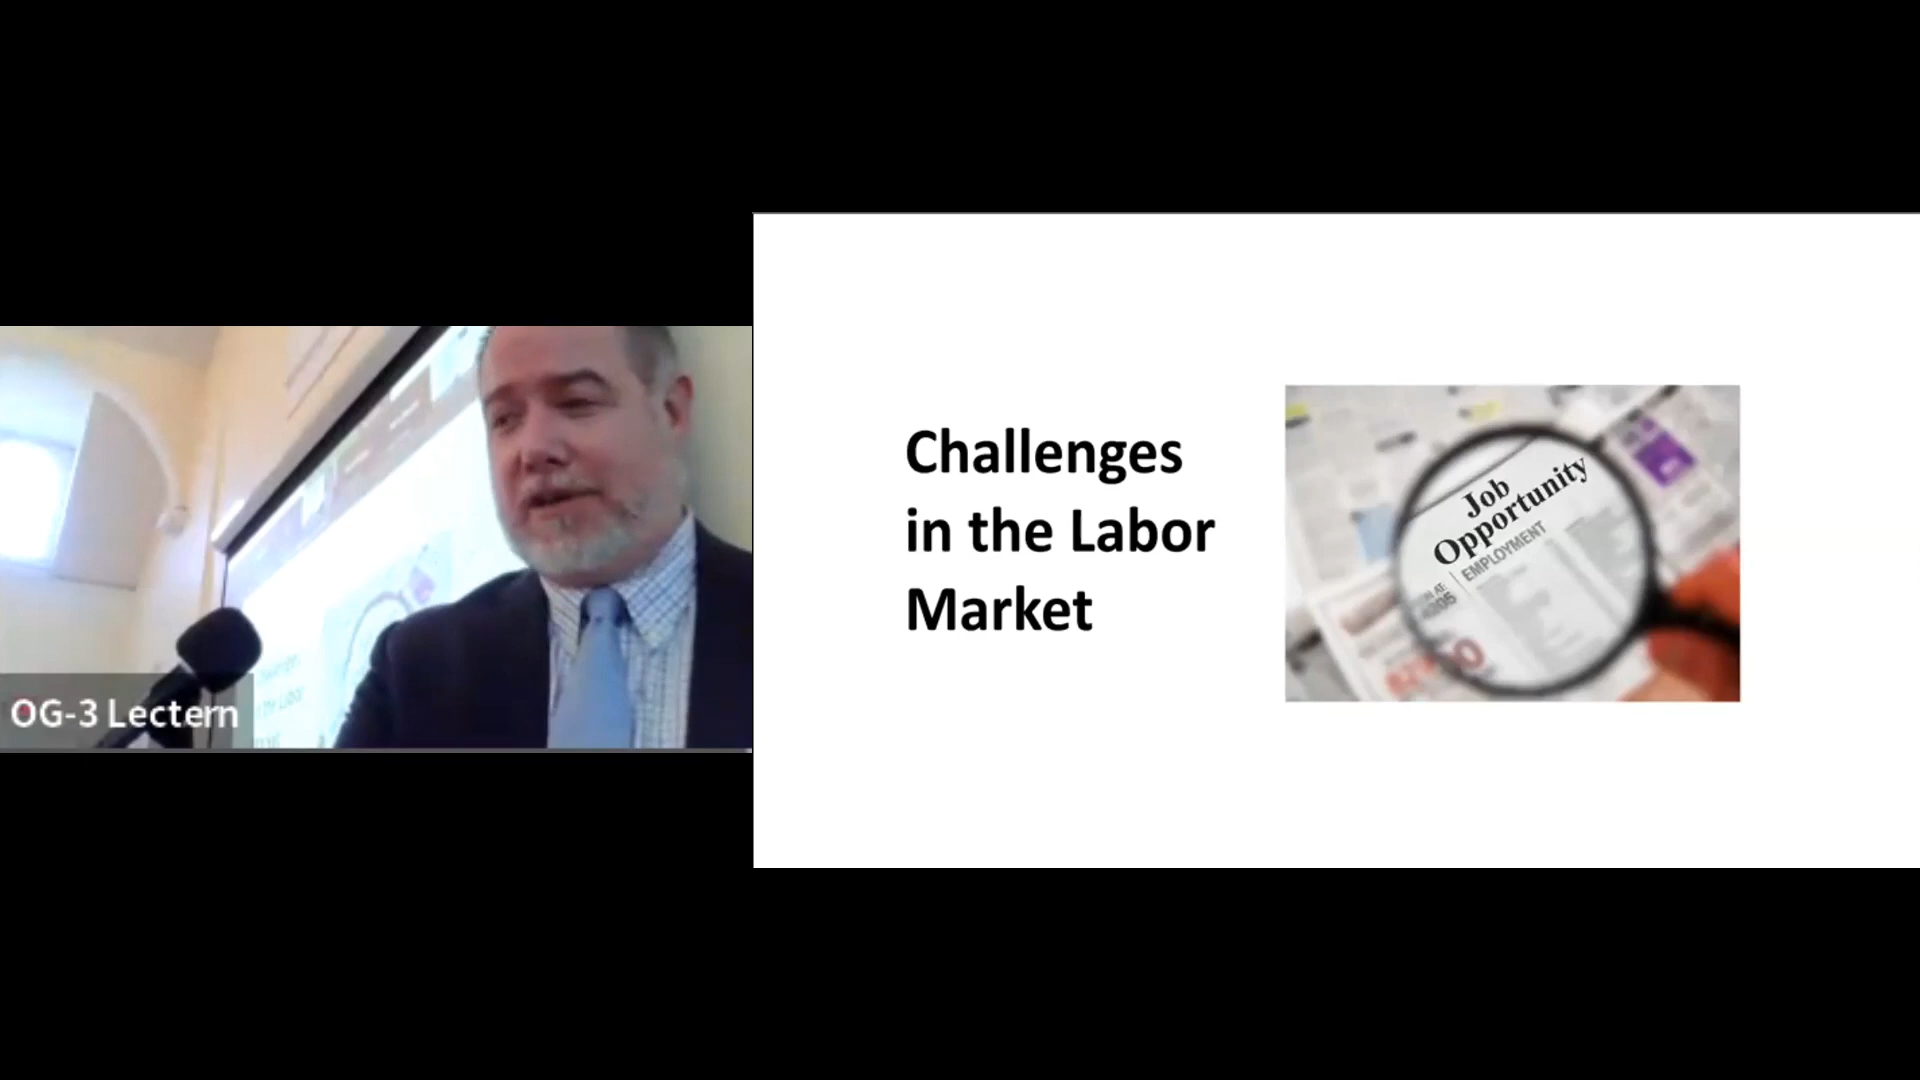 OG-3 Lectern
Challenges
in the Labor
Market
Job
Opportunity
EMPLOYMENT